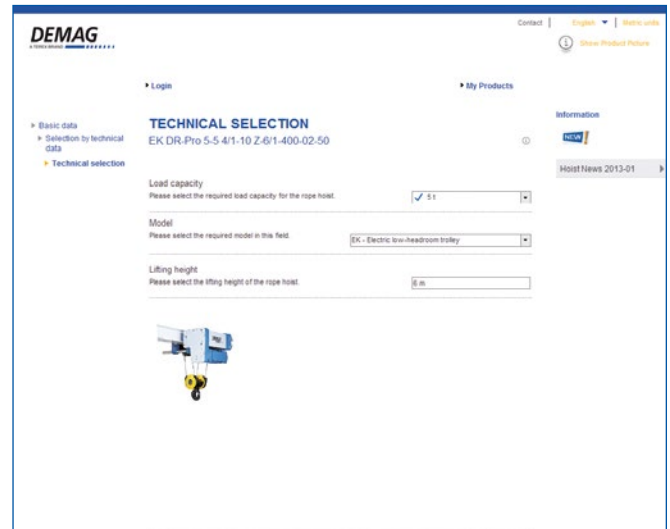 Contact | English | Metric units
DEMAG
A TEREX BRAND
Show Product Picture
Login
My Products
Information
Basic data
Selection by technical
data
Technical selection
TECHNICAL SELECTION
EK DR-Pro 5-5 4/1-10 Z-6/1-400-02-50
NEW!
Hoist News 2013-01
Load capacity
Please select the required load capacity for the rope hoist.
5 t
Model
Please select the required model in this field.
EK - Electric low-headroom trolley
Lifting height
Please select the lifting height of the rope hoist.
6 m